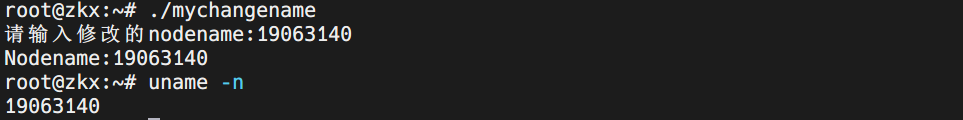 root@zkx:~# ./mychangename
请输入修改的nodename:19063140
Nodename:19063140
root@zkx:~# uname -n
19063140